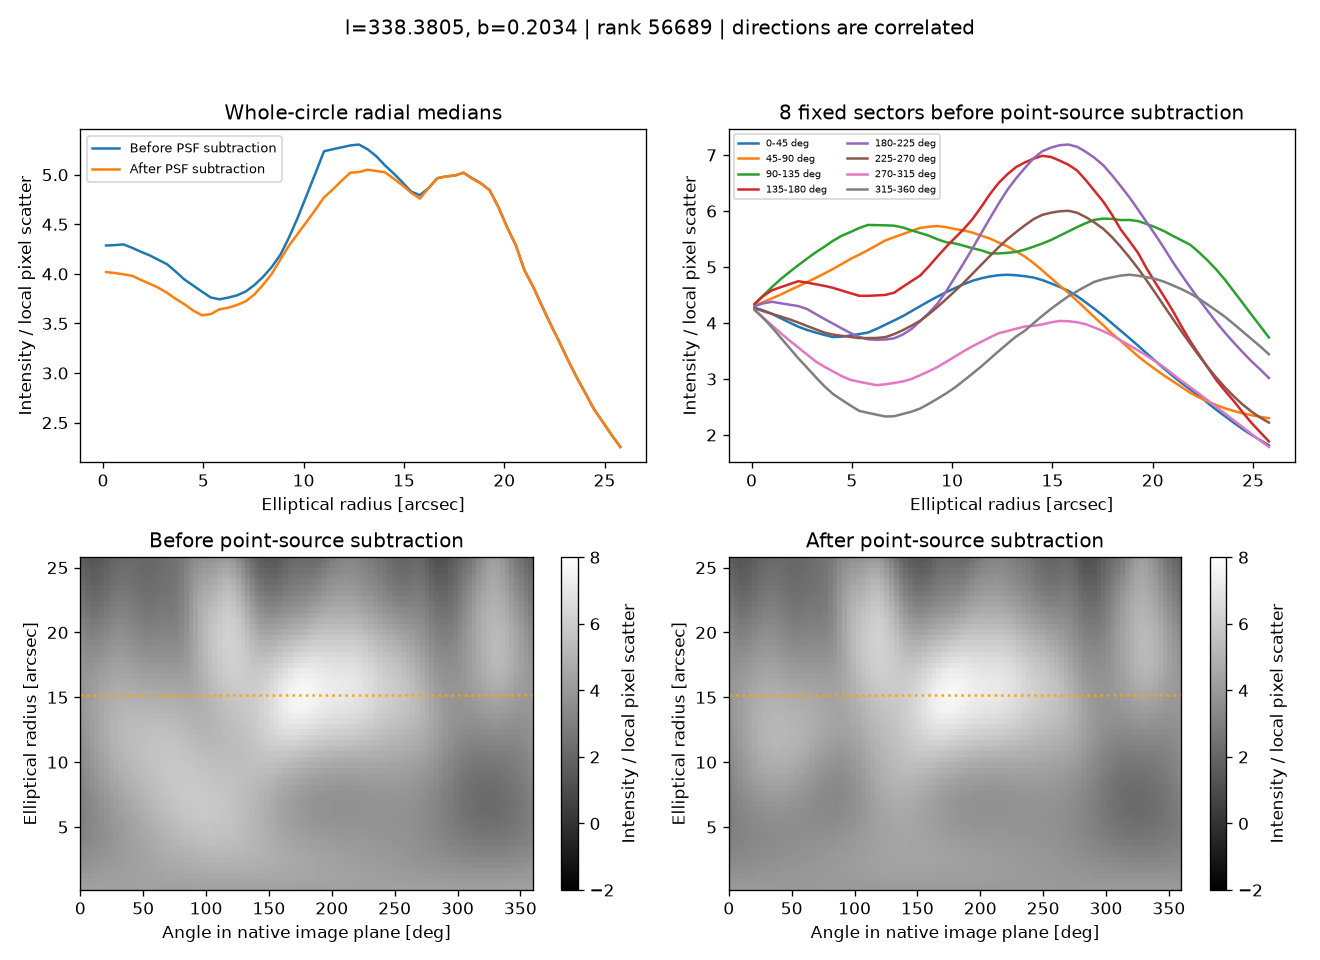 l=338.3805, b=0.2034 | rank 56689 | directions are correlated
Whole-circle radial medians
Before PSF subtraction
After PSF subtraction
Intensity / local pixel scatter
5.0
4.5
4.0
3.5
3.0
2.5
0 5 10 15 20 25
Elliptical radius [arcsec]
8 fixed sectors before point-source subtraction
0-45 deg
45-90 deg
90-135 deg
135-180 deg
180-225 deg
225-270 deg
270-315 deg
315-360 deg
Intensity / local pixel scatter
7
6
5
4
3
2
0 5 10 15 20 25
Elliptical radius [arcsec]
Before point-source subtraction
Elliptical radius [arcsec]
25
20
15
10
5
0 50 100 150 200 250 300 350
Angle in native image plane [deg]
8
6
4
2
0
−2
Intensity / local pixel scatter
After point-source subtraction
Elliptical radius [arcsec]
25
20
15
10
5
0 50 100 150 200 250 300 350
Angle in native image plane [deg]
8
6
4
2
0
−2
Intensity / local pixel scatter